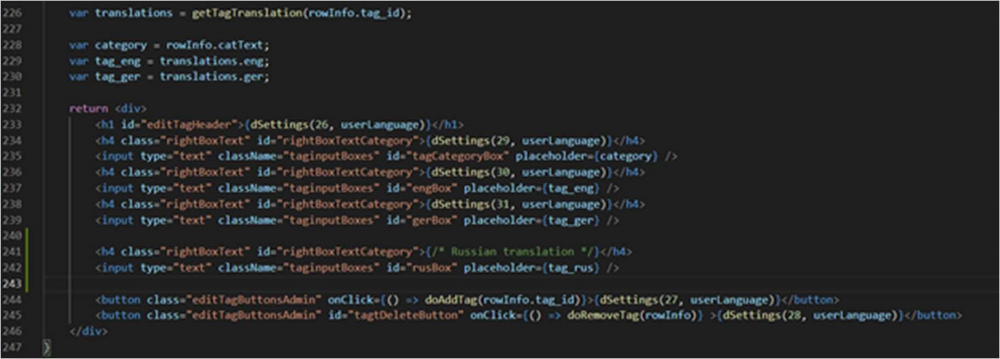 226 var translations = getTagTranslation(rowInfo.tag_id);
227
228 var category = rowInfo.catText;
229 var tag_eng = translations.eng;
230 var tag_ger = translations.ger;
231
232 return <div>
233 <h1 id="editTagHeader">{dSettings(26, userLanguage)}</h1>
234 <h4 class="rightBoxText" id="rightBoxTextCategory">{dSettings(29, userLanguage)}</h4>
235 <input type="text" className="taginputBoxes" id="tagCategoryBox" placeholder={category} />
236 <h4 class="rightBoxText" id="rightBoxTextCategory">{dSettings(30, userLanguage)}</h4>
237 <input type="text" className="taginputBoxes" id="engBox" placeholder={tag_eng} />
238 <h4 class="rightBoxText" id="rightBoxTextCategory">{dSettings(31, userLanguage)}</h4>
239 <input type="text" className="taginputBoxes" id="gerBox" placeholder={tag_ger} />
240
241 <h4 class="rightBoxText" id="rightBoxTextCategory">{/* Russian translation */}</h4>
242 <input type="text" className="taginputBoxes" id="rusBox" placeholder={tag_rus} />
243
244 <button class="editTagButtonsAdmin" onClick={() => doAddTag(rowInfo.tag_id)}>{dSettings(27, userLanguage)}</button>
245 <button class="editTagButtonsAdmin" id="tagtDeleteButton" onClick={() => doRemoveTag(rowInfo)} >{dSettings(28, userLanguage)}</button>
246 </div>
247 }